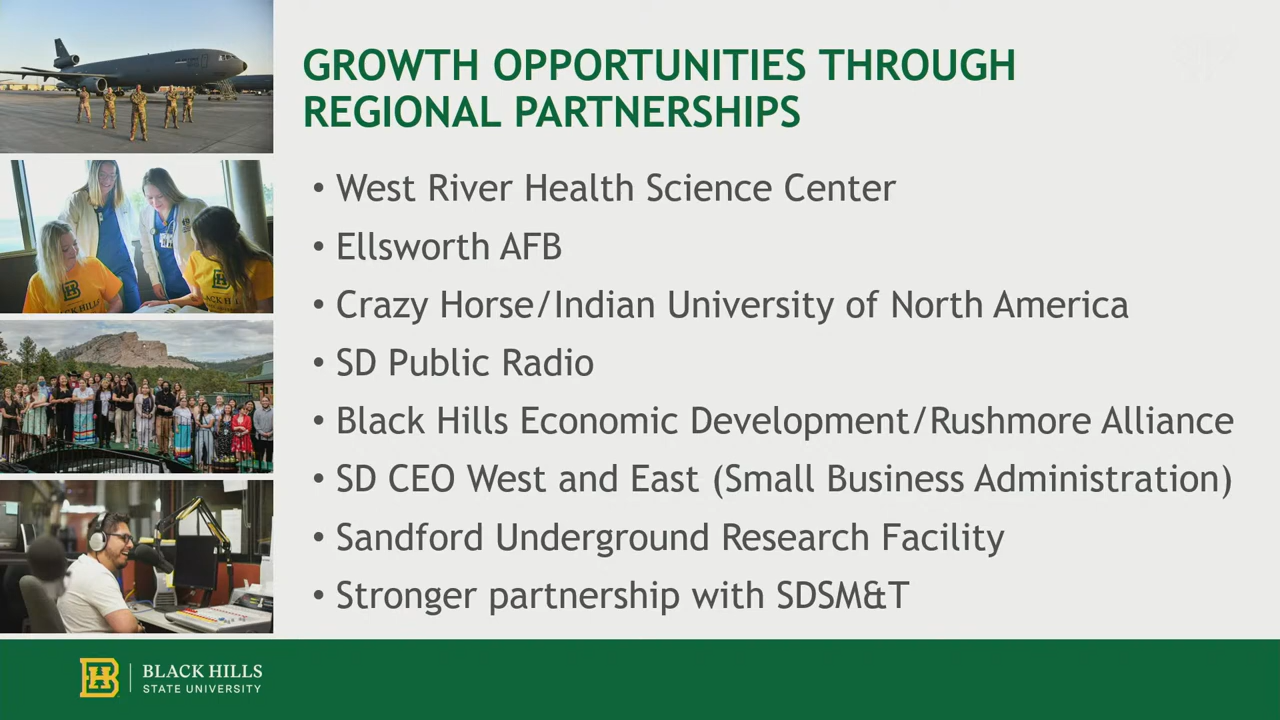 GROWTH OPPORTUNITIES THROUGH
REGIONAL PARTNERSHIPS
• West River Health Science Center
• Ellsworth AFB
• Crazy Horse/Indian University of North America
• SD Public Radio
• Black Hills Economic Development/Rushmore Alliance
• SD CEO West and East (Small Business Administration)
• Sandford Underground Research Facility
• Stronger partnership with SDSM&T
BLACK HILLS
STATE UNIVERSITY